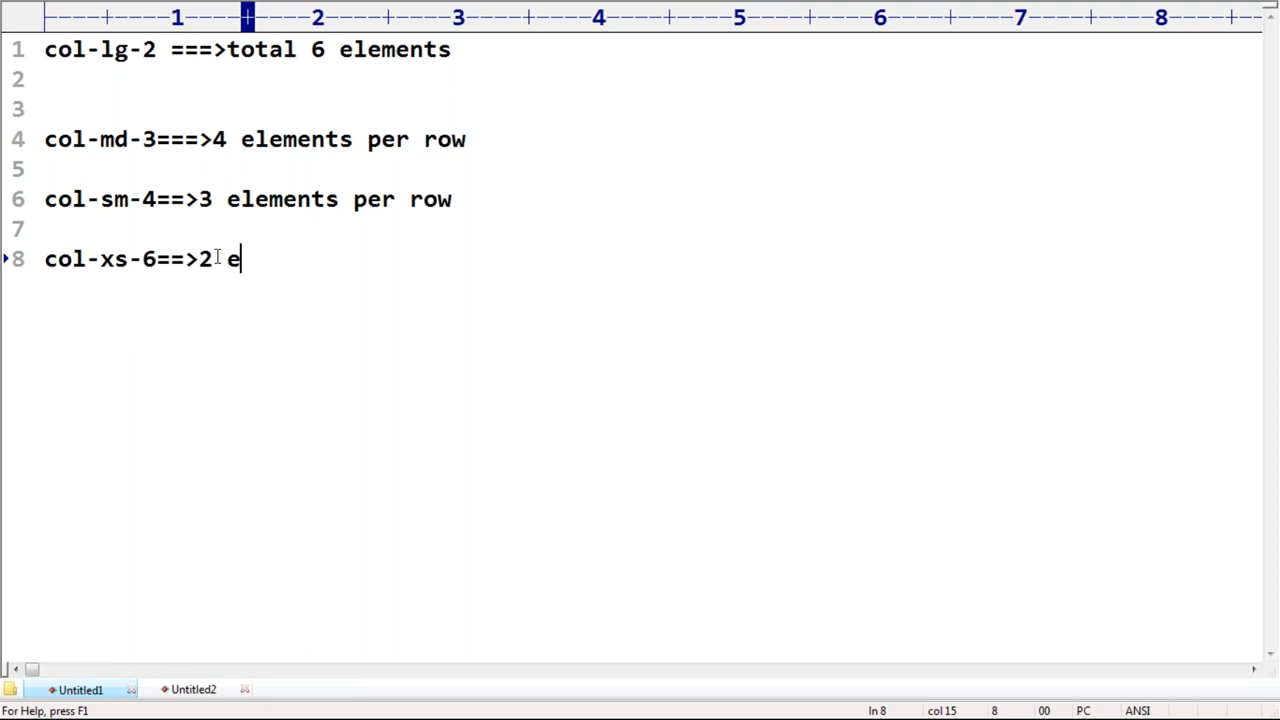 ----+----1----+----2----+----3----+----4----+----5----+----6----+----7----+----8----+-
1 col-lg-2 ===>total 6 elements
2
3
4 col-md-3===>4 elements per row
5
6 col-sm-4==>3 elements per row
7
8 col-xs-6==>2 e
Untitled1 Untitled2
For Help, press F1 ln 8 col 15 8 00 PC ANSI